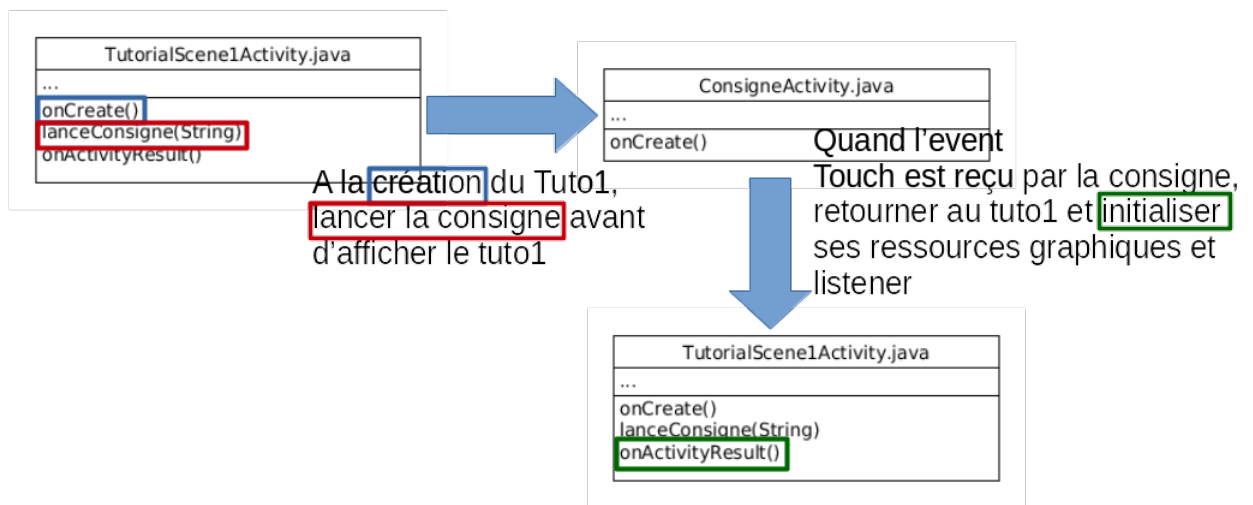 TutorialScene1Activity.java
...
onCreate()
lanceConsigne(String)
onActivityResult()
A la création du Tuto1,
lancer la consigne avant
d'afficher le tuto1
ConsigneActivity.java
...
onCreate()
Quand l'event
Touch est reçu par la consigne,
retourner au tuto1 et initialiser
ses ressources graphiques et
listener
TutorialScene1Activity.java
...
onCreate()
lanceConsigne(String)
onActivityResult()